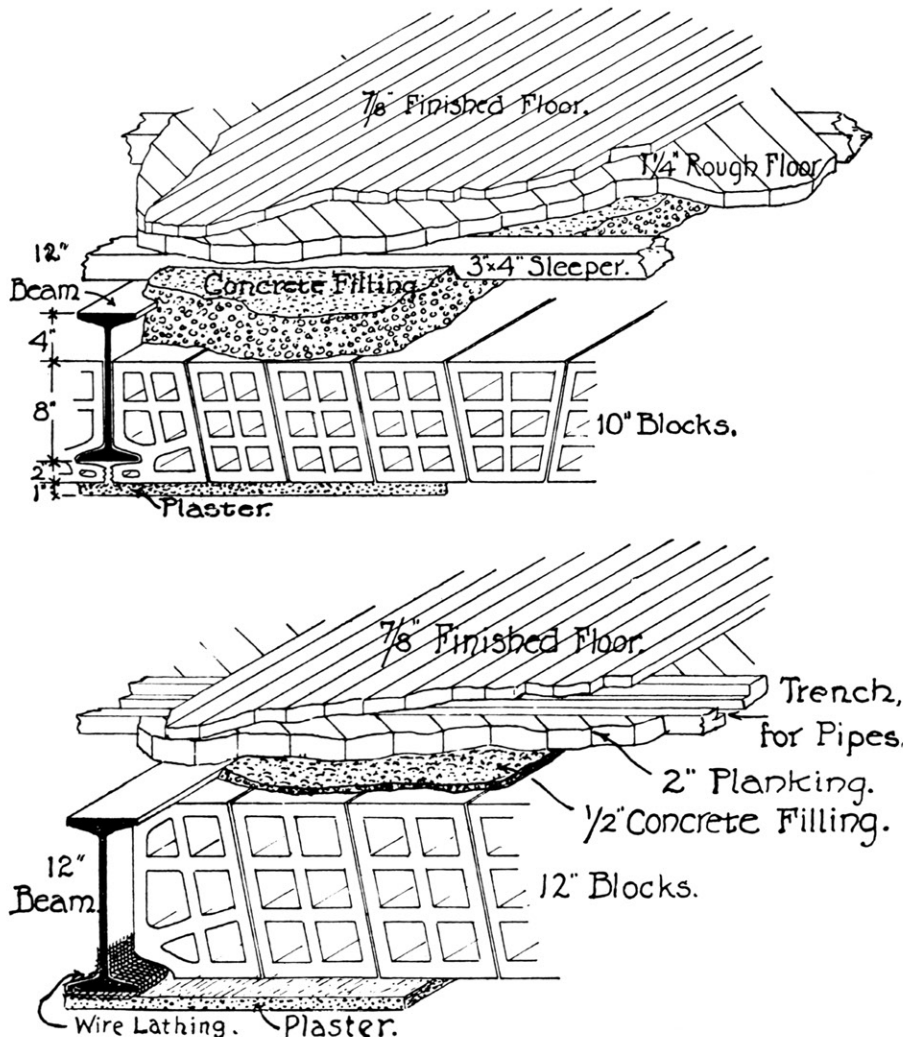 7/8" Finished Floor.
1 1/4" Rough Floor
12"
Beam
3"x4" Sleeper.
Concrete Filling
4"
8"
10" Blocks.
2"
1"
Plaster.
7/8" Finished Floor.
Trench,
for Pipes.
2" Planking.
1/2" Concrete Filling.
12"
Beam.
12" Blocks.
Wire Lathing.
Plaster.